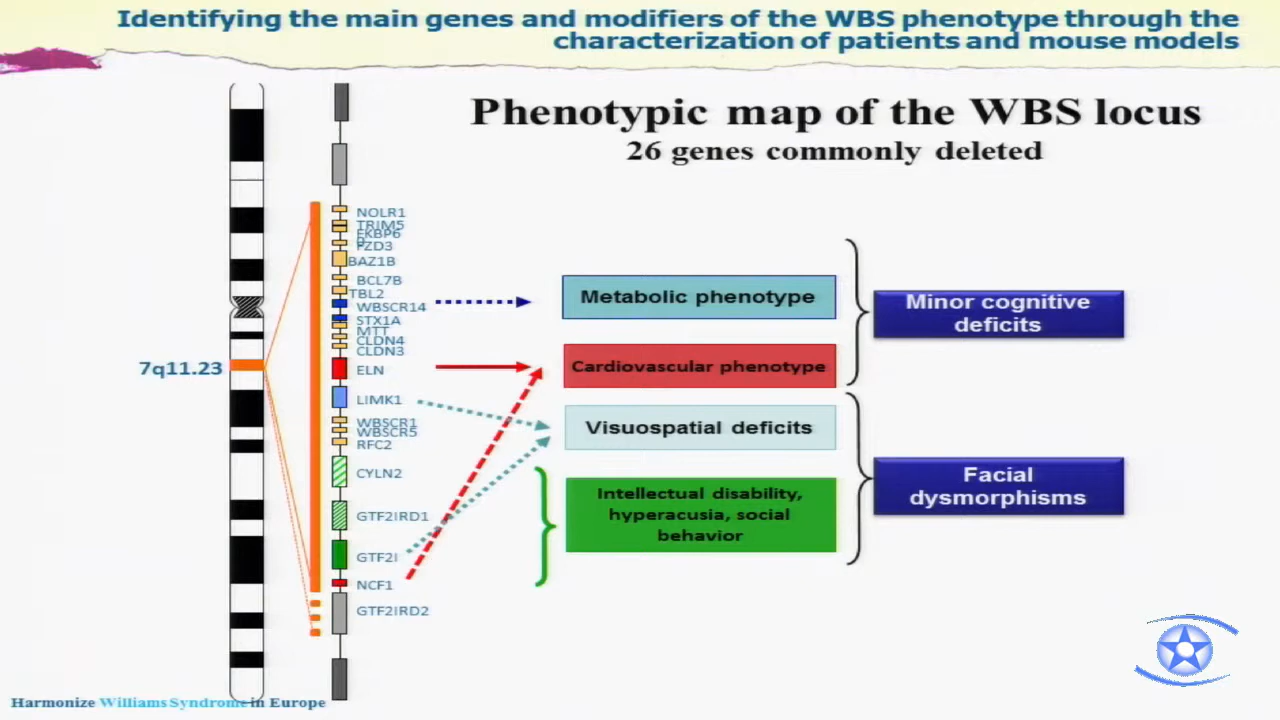 Identifying the main genes and modifiers of the WBS phenotype through the
characterization of patients and mouse models
Phenotypic map of the WBS locus
26 genes commonly deleted
7q11.23
NOLR1
TRIM5
FKBP6
FZD3
BAZ1B
BCL7B
TBL2
WBSCR14
STX1A
MTT
CLDN4
CLDN3
ELN
LIMK1
WBSCR1
WBSCR5
RFC2
CYLN2
GTF2IRD1
GTF2I
NCF1
GTF2IRD2
Metabolic phenotype
Cardiovascular phenotype
Visuospatial deficits
Intellectual disability,
hyperacusia, social
behavior
Minor cognitive
deficits
Facial
dysmorphisms
Harmonize Williams Syndrome in Europe